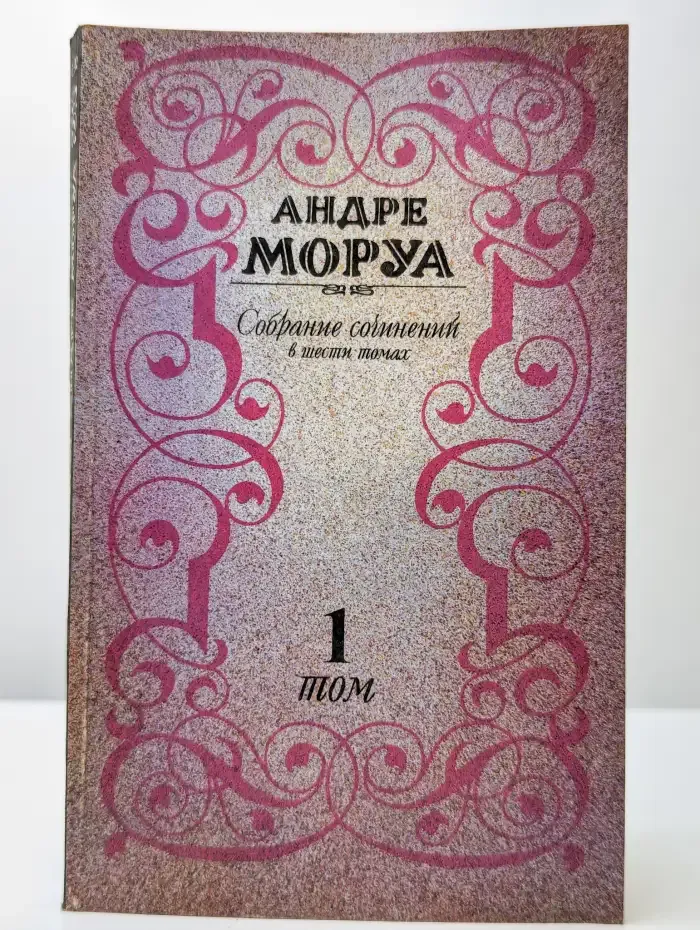 АНДРЕ
МОРУА
Собрание сочинений
в шести томах
1
том